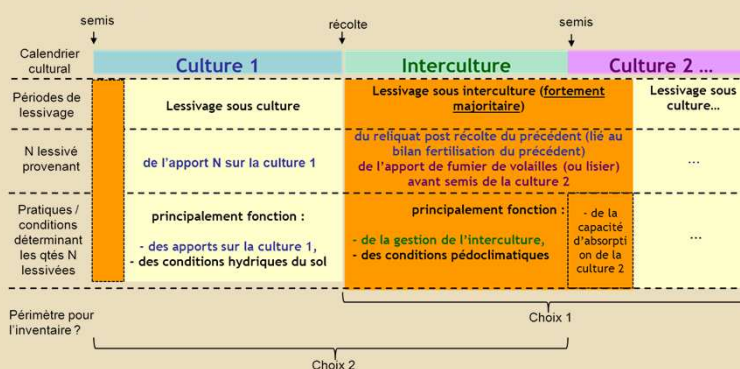 semis
récolte
semis
Calendrier
cultural
Culture 1
Interculture
Culture 2 ...
Périodes de
lessivage
Lessivage sous culture
Lessivage sous interculture (fortement
majoritaire)
Lessivage sous
culture…
N lessivé
provenant
de l'apport N sur la culture 1
du reliquat post récolte du précédent (lié au
bilan fertilisation du précédent)
de l'apport de fumier de volailles (ou lisier)
avant semis de la culture 2
...
Pratiques /
conditions
déterminant
les qtés N
lessivées
principalement fonction :
- des apports sur la culture 1,
- des conditions hydriques du sol
principalement fonction :
- de la gestion de l'interculture,
- des conditions pédoclimatiques
- de la
capacité
d'absorpti
on de la
culture 2
...
Périmètre pour
l'inventaire ?
Choix 1
Choix 2